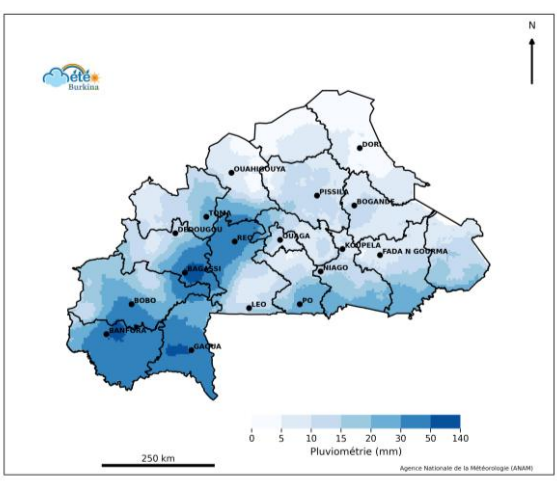 N
Météo
Burkina
DORI
OUAHIGOUYA
PISSILA
BOGANDE
TOMA
DEDOUGOU
REO
OUAGA
KOUPELA
FADA N GOURMA
BAGASSI
NIAGO
BOBO
LEO
PO
BANFORA
GAOUA
0 5 10 15 20 30 50 140
Pluviométrie (mm)
250 km
Agence Nationale de la Météorologie (ANAM)